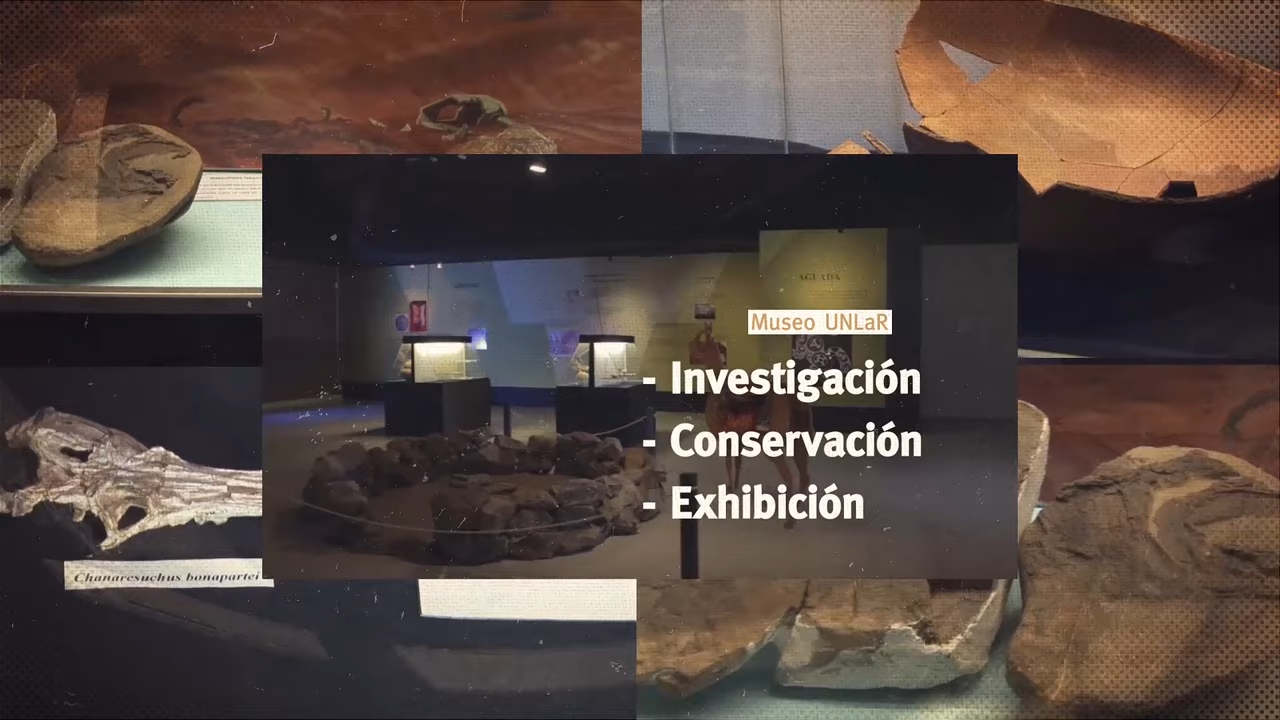 AGUADA
Museo UNLaR
- Investigación
- Conservación
- Exhibición
Chanaresuchus bonapartei